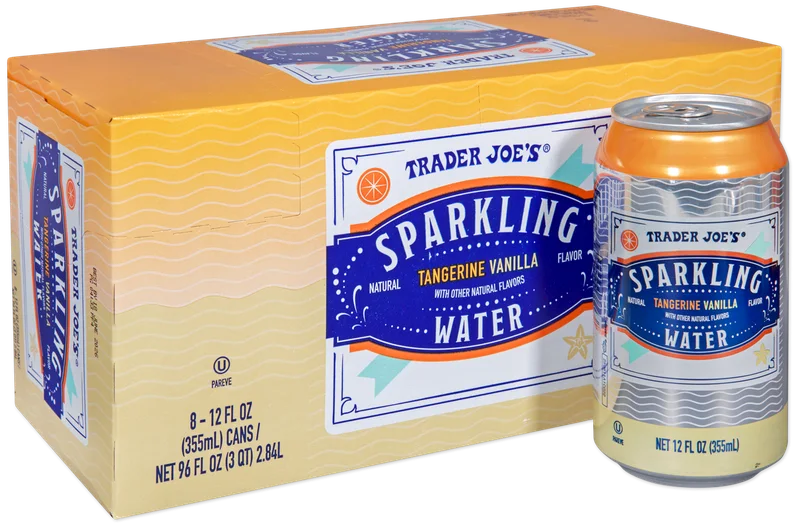 SPARKLING
TANGERINE VANILLA
WATER
TRADER JOE'S®
TRADER JOE'S®
SPARKLING
NATURAL
TANGERINE VANILLA
FLAVOR
WITH OTHER NATURAL FLAVORS
WATER
U
PAREVE
8 – 12 FL OZ
(355mL) CANS /
NET 96 FL OZ (3 QT) 2.84L
TRADER JOE'S®
NATURAL
SPARKLING
TANGERINE VANILLA
FLAVOR
WATER
TRADER JOE'S®
SPARKLING
NATURAL
TANGERINE VANILLA
FLAVOR
WITH OTHER NATURAL FLAVORS
WATER
U
PAREVE
NET 12 FL OZ (355mL)